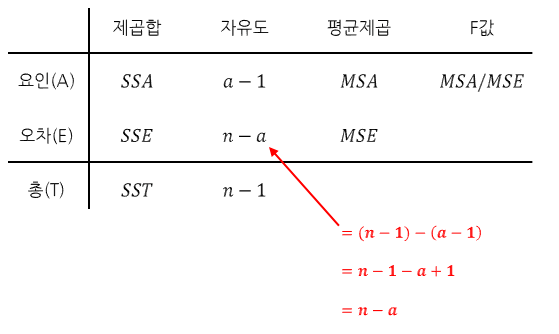 제곱합 자유도 평균제곱 F값
요인(A) SSA a − 1 MSA MSA/MSE
오차(E) SSE n − a MSE
총(T) SST n − 1
= (n − 1) − (a − 1)
= n − 1 − a + 1
= n − a